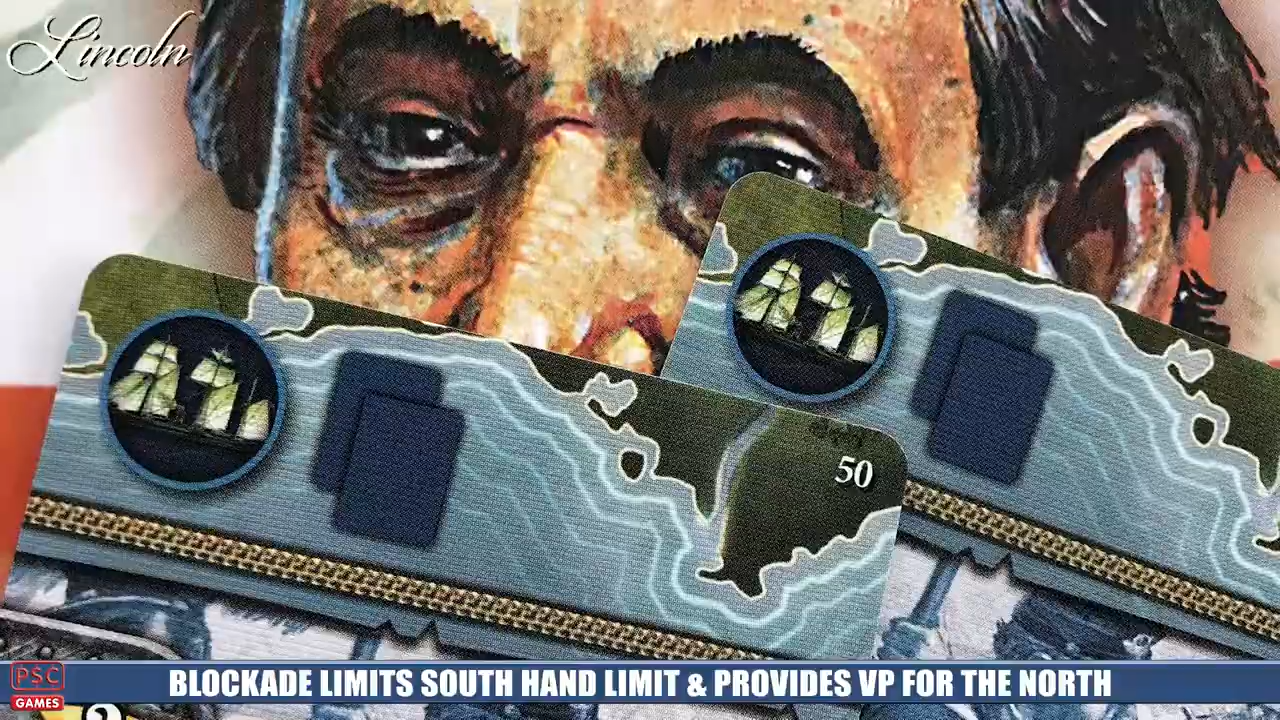 Lincoln
50
PSC
GAMES
BLOCKADE LIMITS SOUTH HAND LIMIT & PROVIDES VP FOR THE NORTH